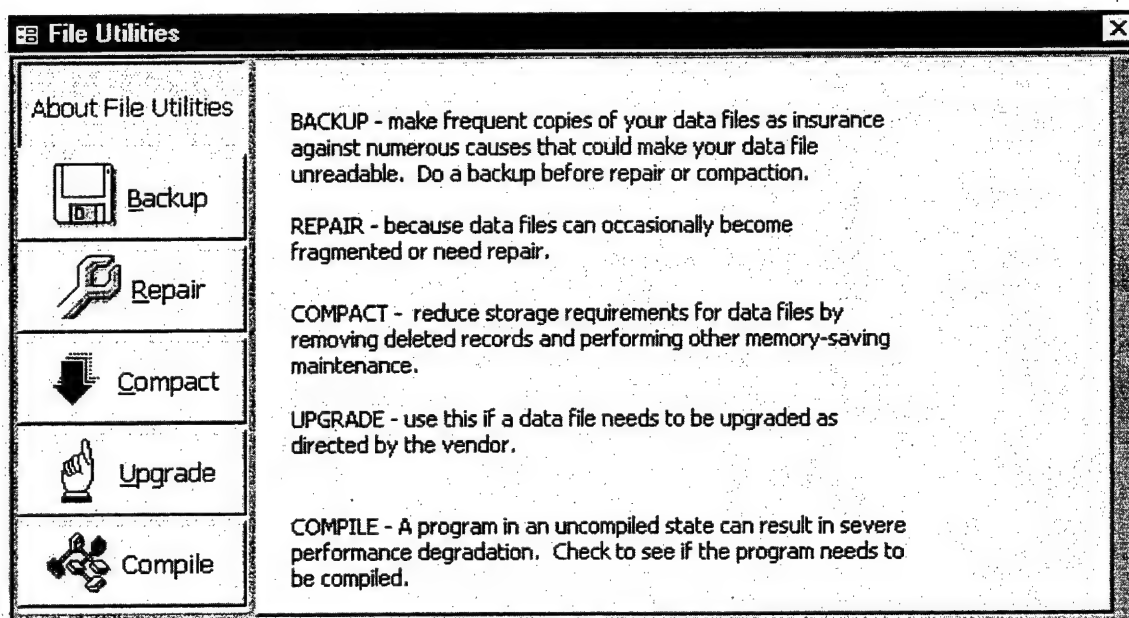 File Utilities
About File Utilities
Backup
Repair
Compact
Upgrade
Compile
BACKUP - make frequent copies of your data files as insurance
against numerous causes that could make your data file
unreadable.  Do a backup before repair or compaction.
REPAIR - because data files can occasionally become
fragmented or need repair.
COMPACT -  reduce storage requirements for data files by
removing deleted records and performing other memory-saving
maintenance.
UPGRADE - use this if a data file needs to be upgraded as
directed by the vendor.
COMPILE - A program in an uncompiled state can result in severe
performance degradation.  Check to see if the program needs to
be compiled.